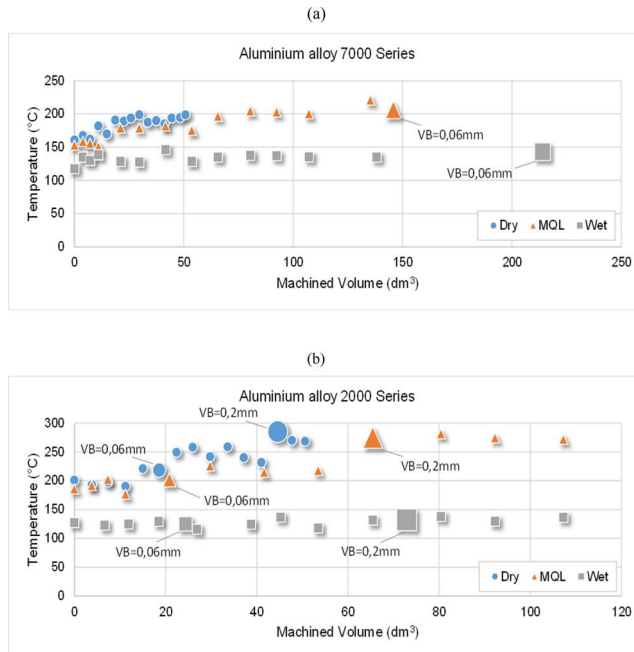 (a)
Aluminium alloy 7000 Series
Temperature (°C)
250
200
150
100
50
0
VB=0,06mm
VB=0,06mm
Dry MQL Wet
0 50 100 150 200 250
Machined Volume (dm³)
(b)
Aluminium alloy 2000 Series
Temperature (°C)
300
250
200
150
100
50
0
VB=0,2mm
VB=0,06mm
VB=0,06mm
VB=0,2mm
VB=0,06mm
VB=0,2mm
Dry MQL Wet
0 20 40 60 80 100 120
Machined Volume (dm³)